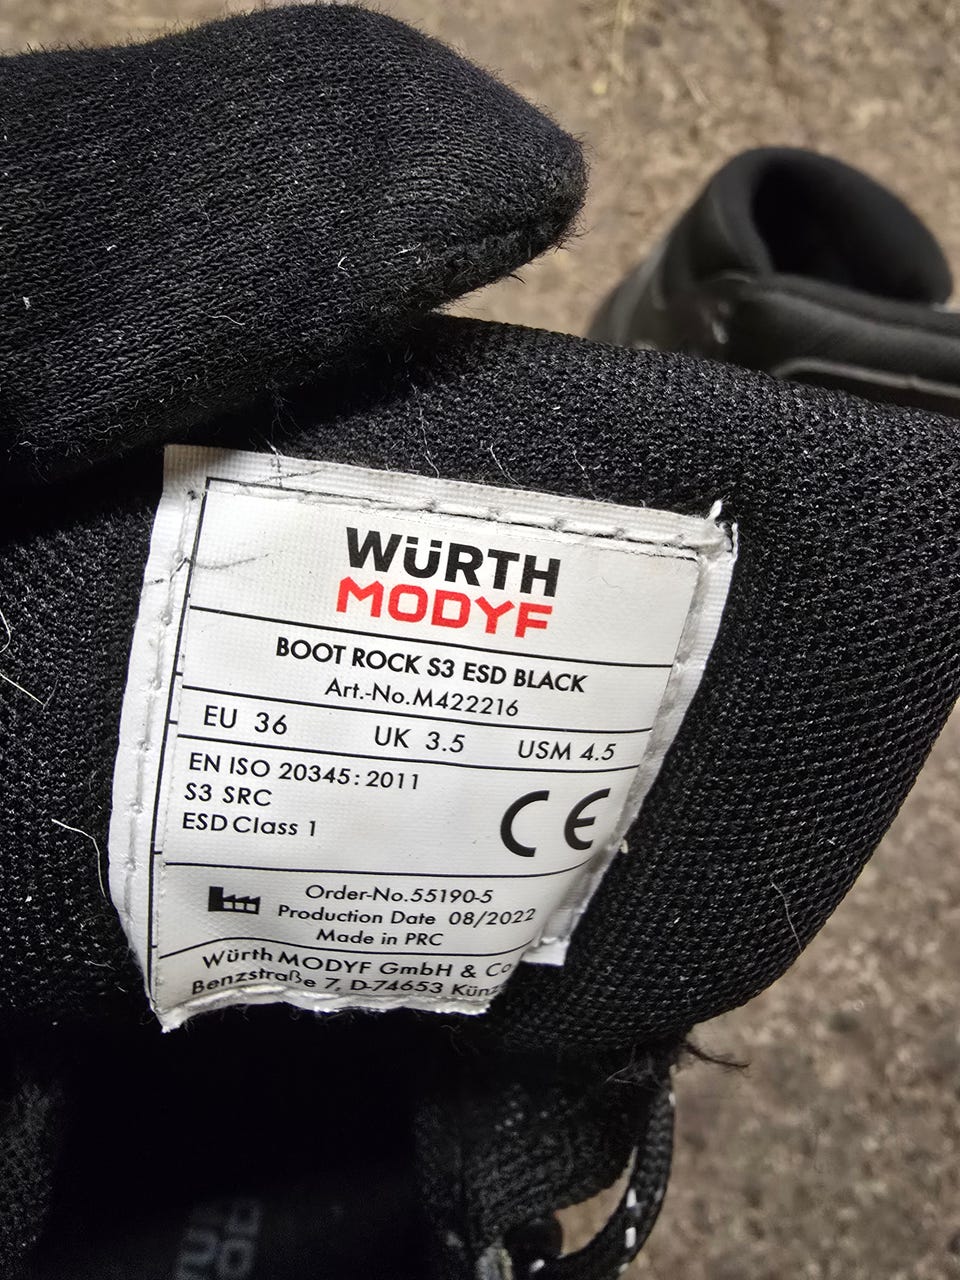 WÜRTH
MODYF
BOOT ROCK S3 ESD BLACK
Art.-No.M422216
EU 36 UK 3.5 USM 4.5
EN ISO 20345:2011
S3 SRC
ESD Class 1
CE
Order-No.55190-5
Production Date 08/2022
Made in PRC
Würth MODYF GmbH & Co
Benzstraße 7, D-74653 Künz